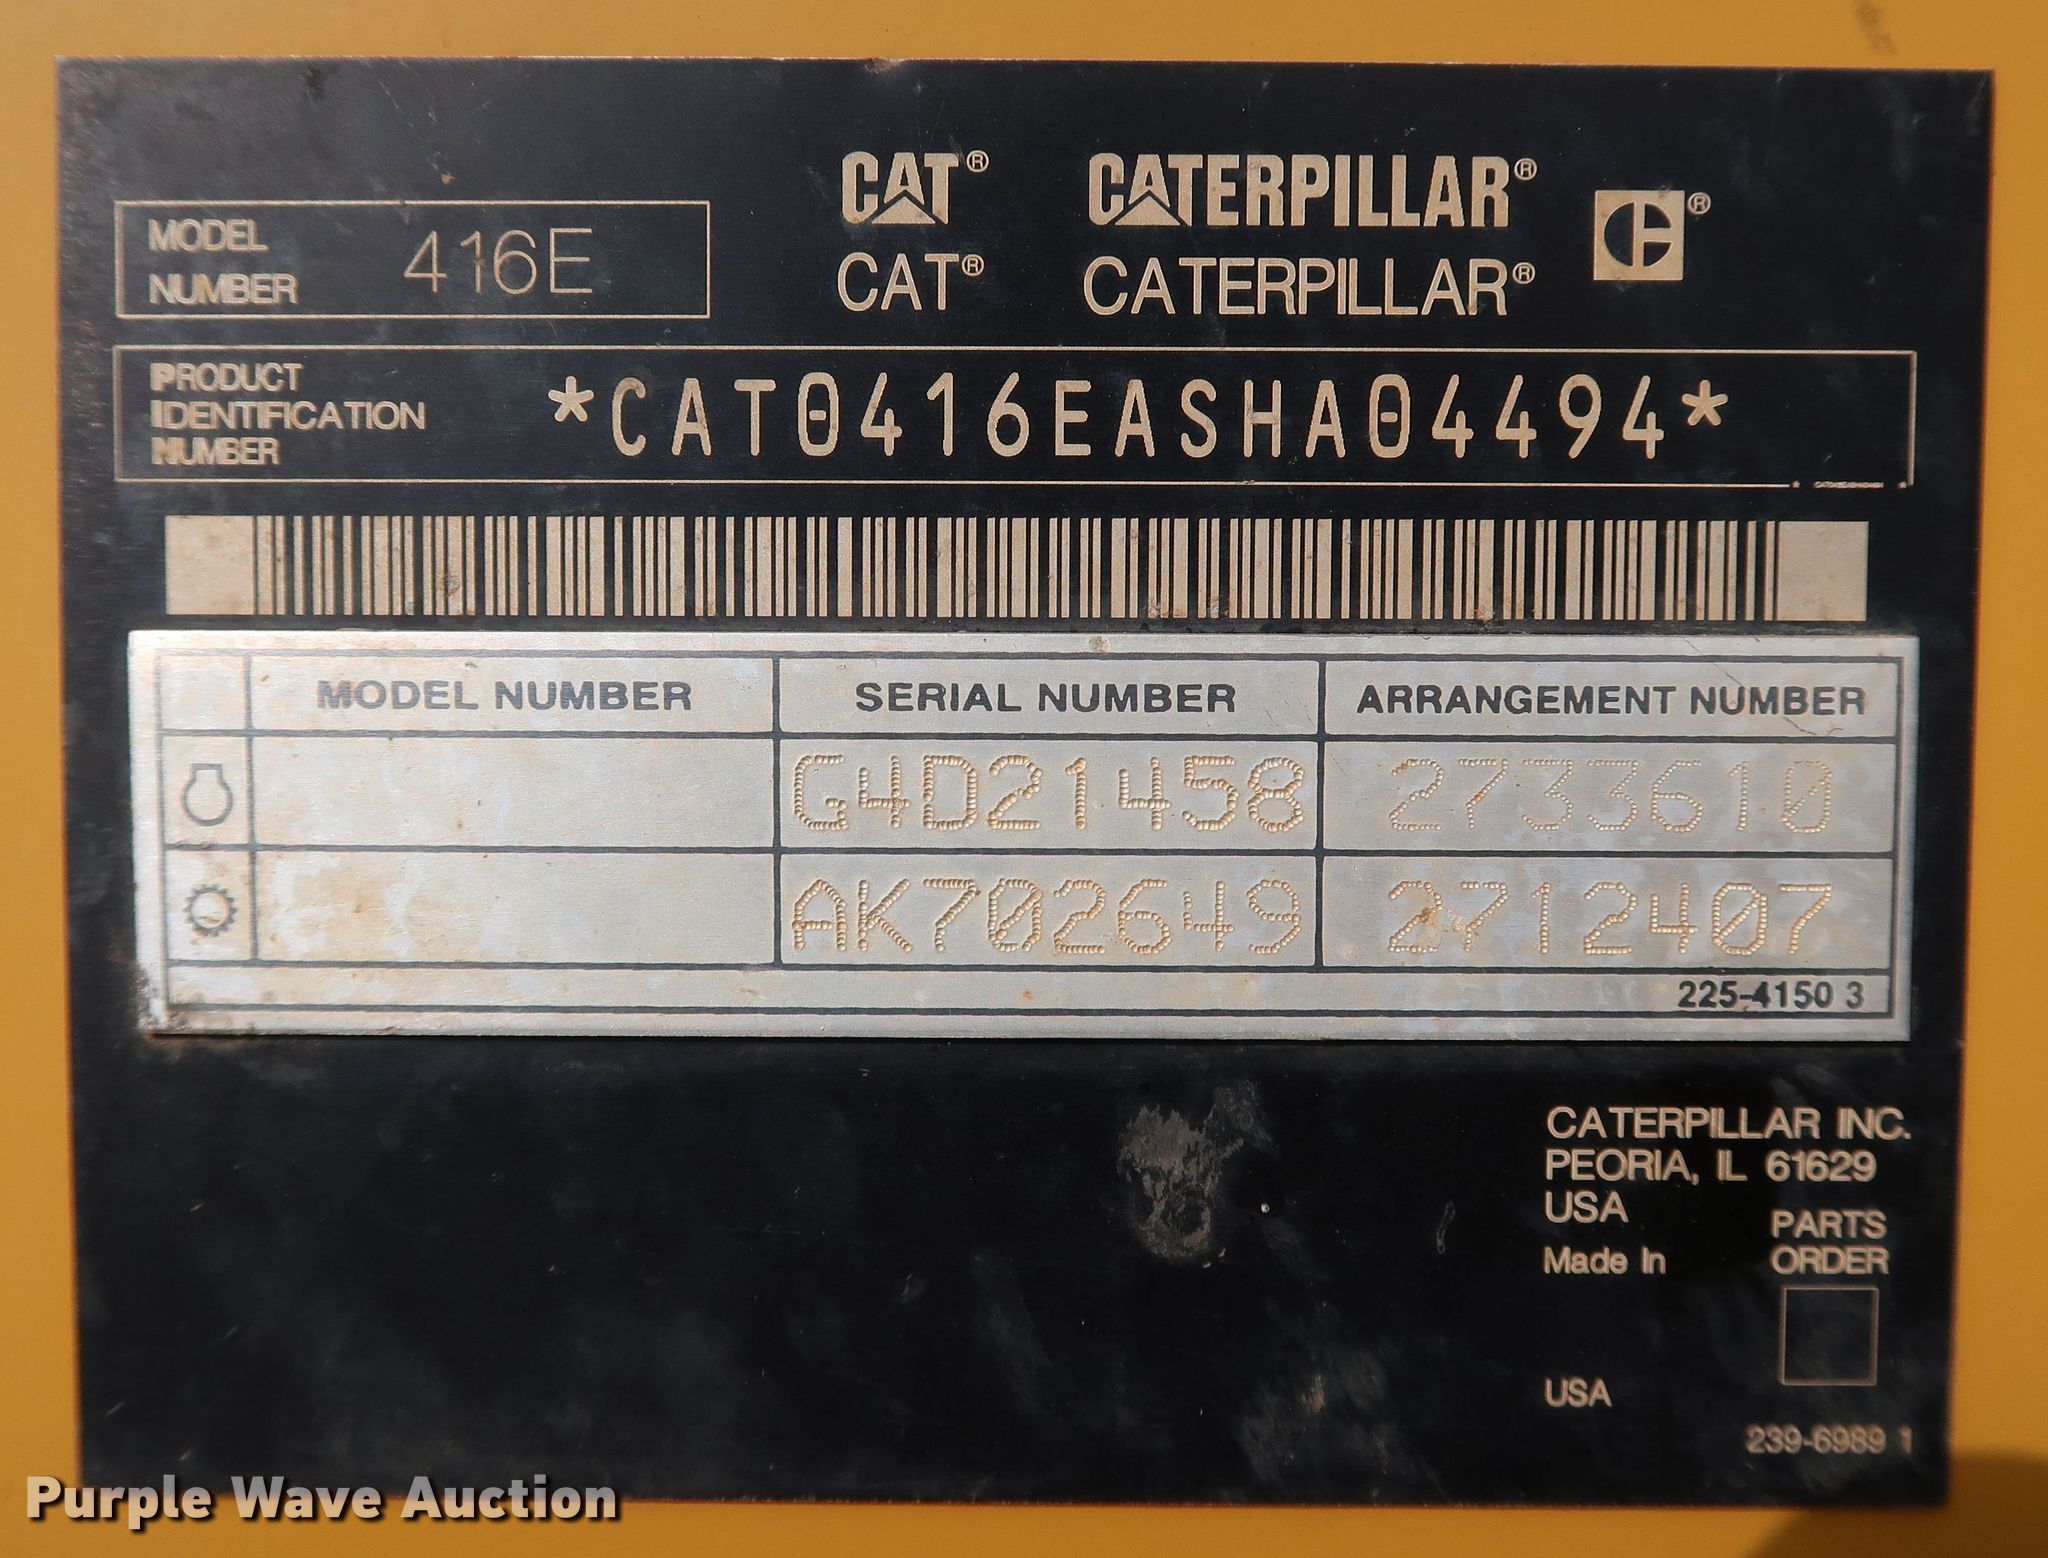 CAT® CATERPILLAR®
MODEL NUMBER 416E
CAT® CATERPILLAR®
PRODUCT IDENTIFICATION NUMBER *CAT0416EASHA04494*
MODEL NUMBER SERIAL NUMBER ARRANGEMENT NUMBER
G4D21458 2733610
AK702649 2712407
225-4150 3
CATERPILLAR INC.
PEORIA, IL 61629
USA
PARTS
Made In ORDER
USA
239-6989 1
Purple Wave Auction